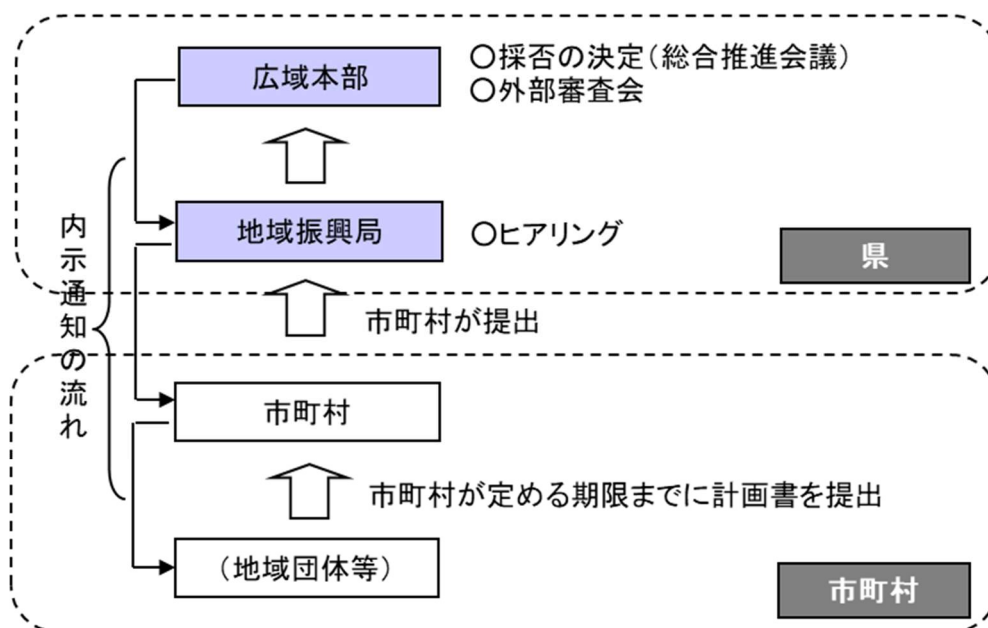 広域本部
○採否の決定(総合推進会議)
○外部審査会
地域振興局
○ヒアリング
県
内示通知の流れ
市町村が提出
市町村
市町村が定める期限までに計画書を提出
(地域団体等)
市町村